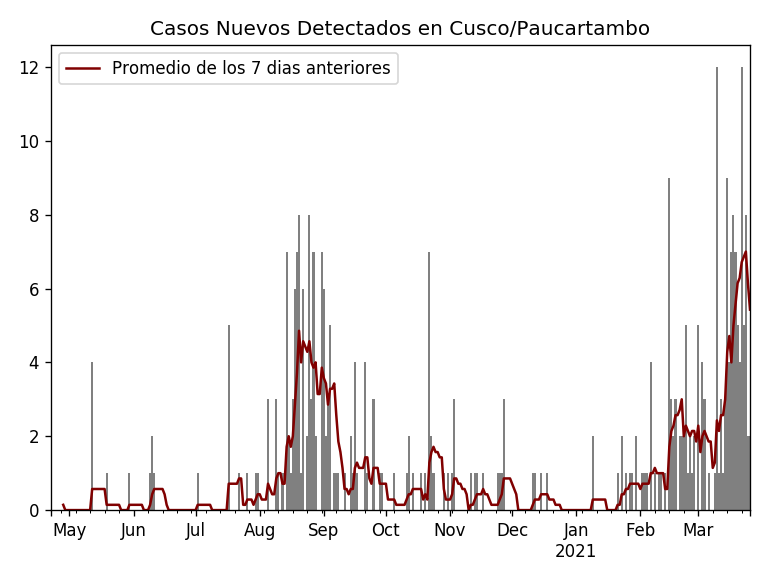 Casos Nuevos Detectados en Cusco/Paucartambo
Promedio de los 7 dias anteriores
12
10
8
6
4
2
0
May Jun Jul Aug Sep Oct Nov Dec Jan Feb Mar
2021